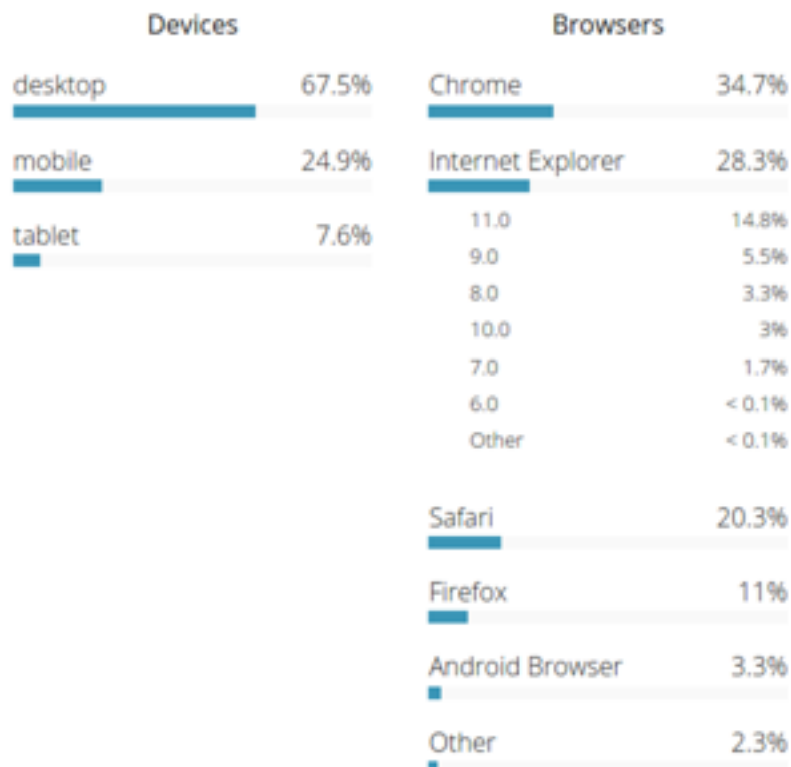 Devices
desktop 67.5%
mobile 24.9%
tablet 7.6%
Browsers
Chrome 34.7%
Internet Explorer 28.3%
11.0 14.8%
9.0 5.5%
8.0 3.3%
10.0 3%
7.0 1.7%
6.0 < 0.1%
Other < 0.1%
Safari 20.3%
Firefox 11%
Android Browser 3.3%
Other 2.3%